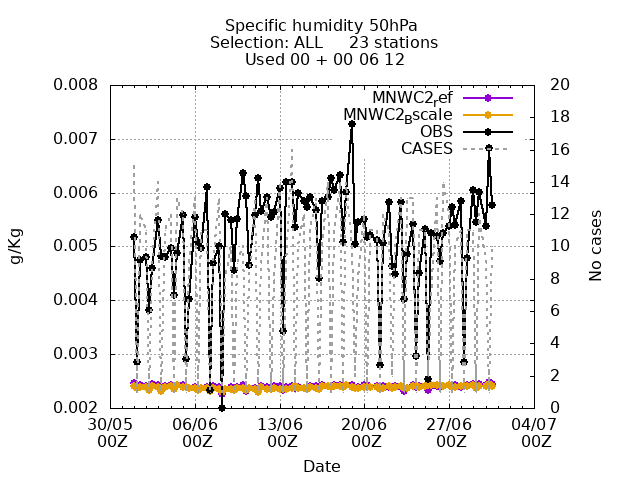 Specific humidity 50hPa
Selection: ALL     23 stations
Used 00 + 00 06 12
MNWC2_ref
MNWC2_Bscale
OBS
CASES
g/Kg
0.008
0.007
0.006
0.005
0.004
0.003
0.002
No cases
20
18
16
14
12
10
8
6
4
2
0
30/05 06/06 13/06 20/06 27/06 04/07
00Z 00Z 00Z 00Z 00Z 00Z
Date